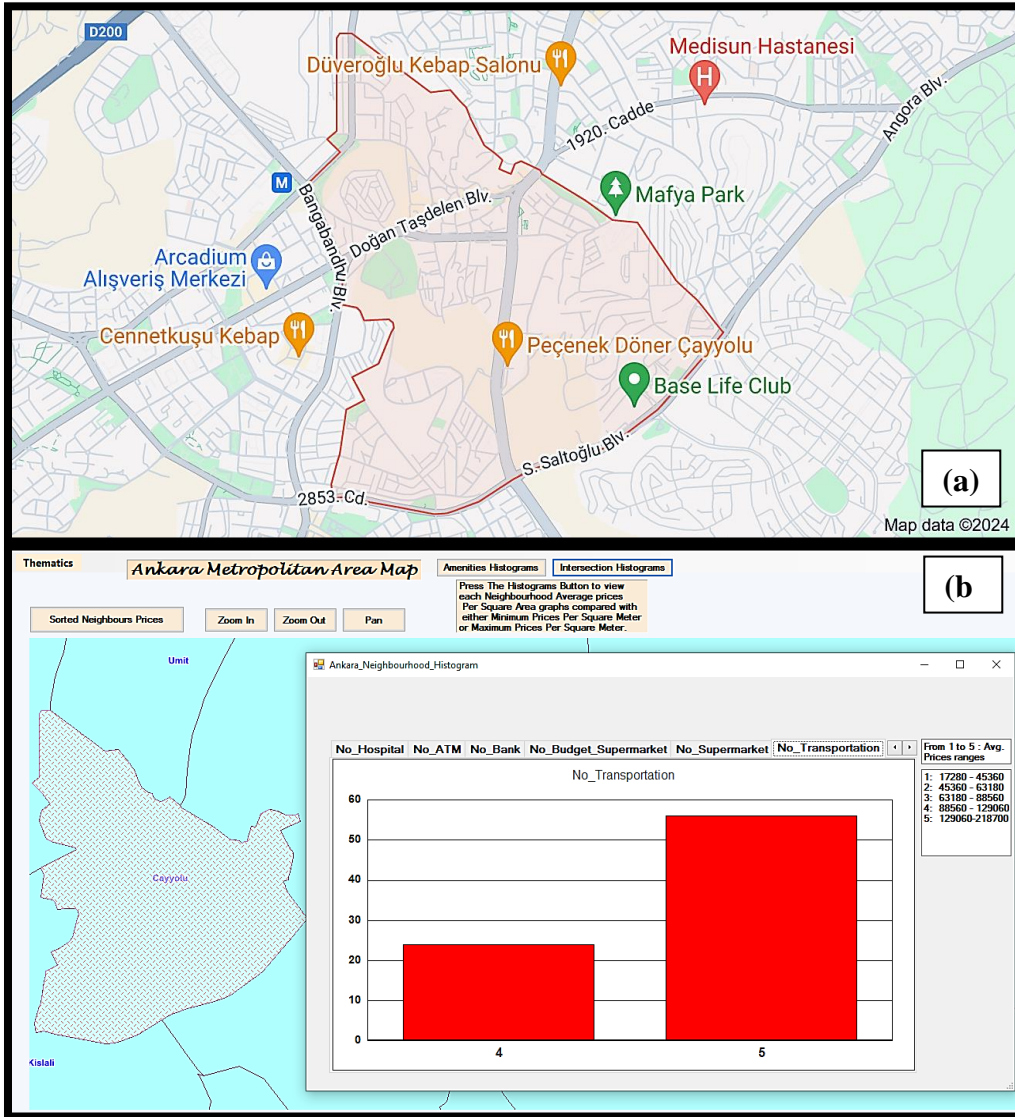 D200
Düveroğlu Kebap Salonu
Medisun Hastanesi
H
1920. Cadde
Angora Blv.
M
Bangabandhu Blv.
Doğan Taşdelen Blv.
Mafya Park
Arcadium
Alışveriş Merkezi
Cennetkuşu Kebap
Peçenek Döner Çayyolu
Base Life Club
S. Saltoğlu Blv.
2853. Cd.
(a)
Map data ©2024
Thematics
Ankara Metropolitan Area Map
Amenities Histograms
Intersection Histograms
(b)
Press The Histograms Button to view
each Neighbourhood Average prices
Per Square Area graphs compared with
either Minimum Prices Per Square Meter
or Maximum Prices Per Square Meter.
Sorted Neighbours Prices
Zoom In
Zoom Out
Pan
Umit
Cayyolu
Kislali
Ankara_Neighbourhood_Histogram
No_Hospital No_ATM No_Bank No_Budget_Supermarket No_Supermarket No_Transportation
From 1 to 5 : Avg.
Prices ranges
1: 17280 - 45360
2: 45360 - 63180
3: 63180 - 88560
4: 88560 - 129060
5: 129060-218700
No_Transportation
60
50
40
30
20
10
0
4
5